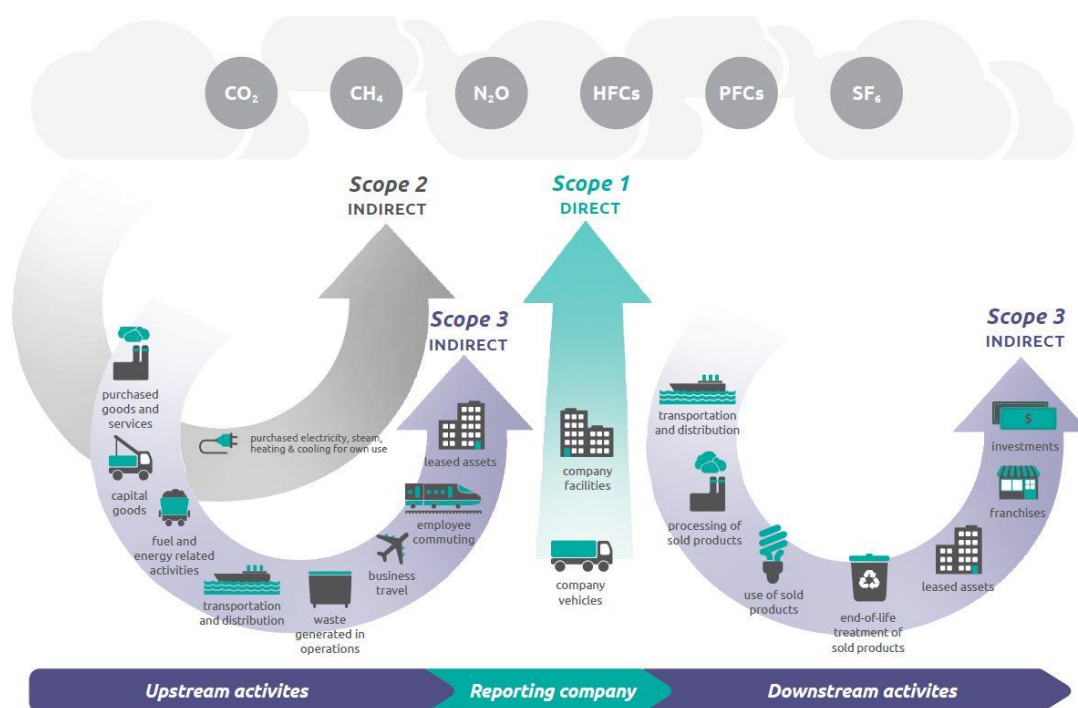 CO₂
CH₄
N₂O
HFCs
PFCs
SF₆
Scope 2
INDIRECT
Scope 1
DIRECT
Scope 3
INDIRECT
Scope 3
INDIRECT
purchased
goods and
services
capital
goods
fuel and
energy related
activities
purchased electricity, steam,
heating & cooling for own use
transportation
and distribution
waste
generated in
operations
business
travel
employee
commuting
leased assets
company
facilities
company
vehicles
transportation
and distribution
processing of
sold products
use of sold
products
end-of-life
treatment of
sold products
leased assets
franchises
$
investments
Upstream activites
Reporting company
Downstream activites